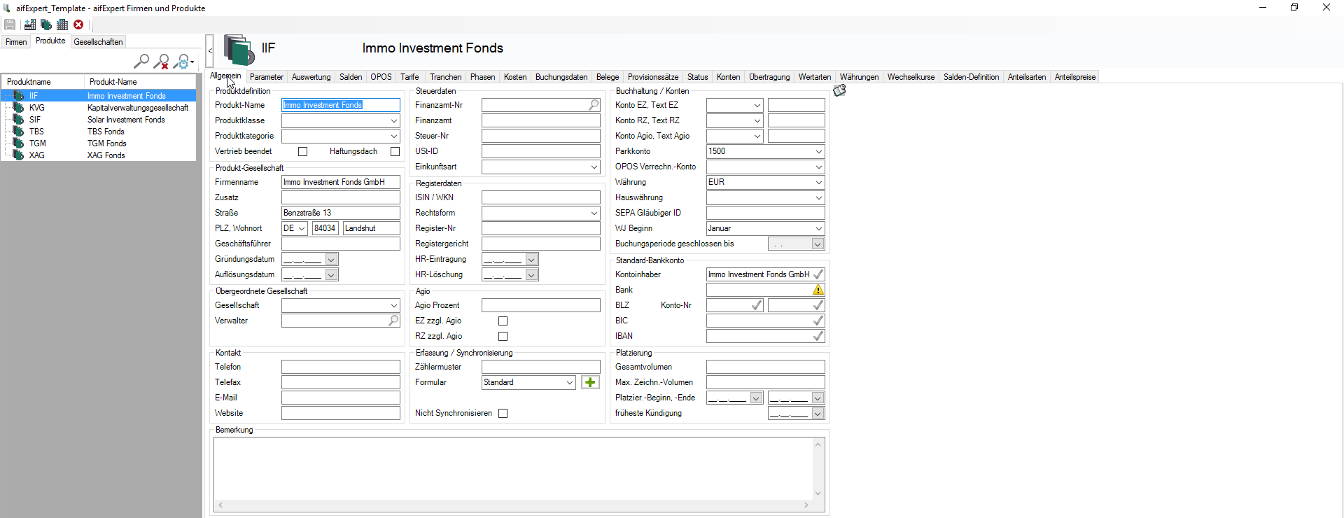 aifExpert_Template - aifExpert Firmen und Produkte
Firmen Produkte Gesellschaften
Produktname Produkt-Name
IIF Immo Investment Fonds
KVG Kapitalverwaltungsgesellschaft
SIF Solar Investment Fonds
TBS TBS Fonds
TGM TGM Fonds
XAG XAG Fonds
< IIF Immo Investment Fonds
Allgemein Parameter Auswertung Salden OPOS Tarife Tranchen Phasen Kosten Buchungsdaten Belege Provisionssätze Status Konten Übertragung Wertarten Währungen Wechselkurse Salden-Definition Anteilsarten Anteilspreise
Produktdefinition
Produkt-Name Immo Investment Fonds
Produktklasse
Produktkategorie
Vertrieb beendet Haftungsdach
Produkt-Gesellschaft
Firmenname Immo Investment Fonds GmbH
Zusatz
Straße Benzstraße 13
PLZ, Wohnort DE 84034 Landshut
Geschäftsführer
Gründungsdatum __.__.____
Auflösungsdatum __.__.____
Übergeordnete Gesellschaft
Gesellschaft
Verwalter
Kontakt
Telefon
Telefax
E-Mail
Website
Steuerdaten
Finanzamt-Nr
Finanzamt
Steuer-Nr
USt-ID
Einkunftsart
Registerdaten
ISIN / WKN
Rechtsform
Register-Nr
Registergericht
HR-Eintragung __.__.____
HR-Löschung __.__.____
Agio
Agio Prozent
EZ zzgl. Agio
RZ zzgl. Agio
Erfassung / Synchronisierung
Zählermuster
Formular Standard
Nicht Synchronisieren
Buchhaltung / Konten
Konto EZ, Text EZ
Konto RZ, Text RZ
Konto Agio, Text Agio
Parkkonto 1500
OPOS Verrechn.-Konto
Währung EUR
Hauswährung
SEPA Gläubiger ID
WJ Beginn Januar
Buchungsperiode geschlossen bis . .
Standard-Bankkonto
Kontoinhaber Immo Investment Fonds GmbH
Bank
BLZ Konto-Nr
BIC
IBAN
Platzierung
Gesamtvolumen
Max. Zeichn.-Volumen
Platzier.-Beginn, -Ende __.__.____ __.__.____
früheste Kündigung __.__.____
Bemerkung